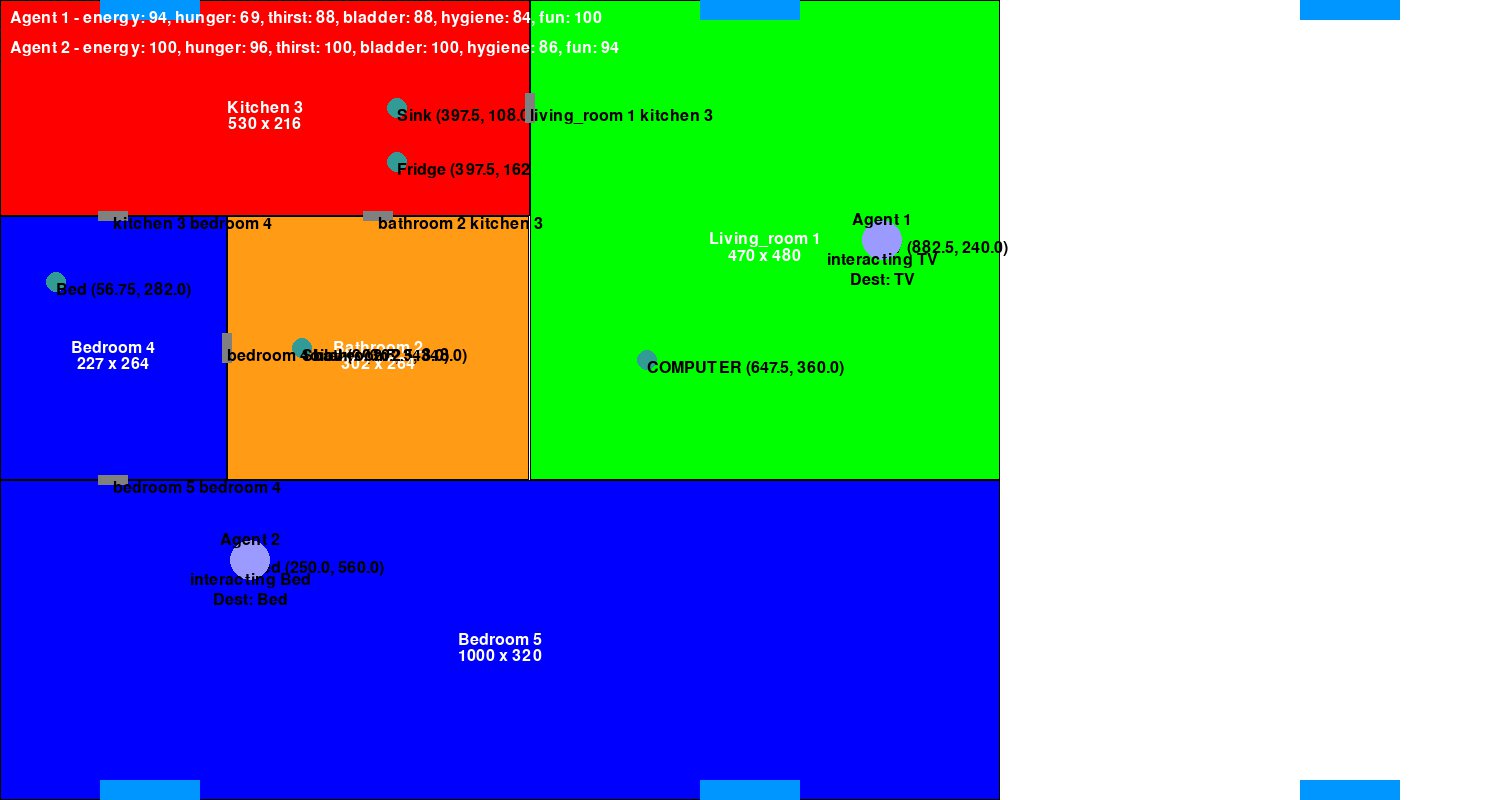 Agent 1 - energy: 94, hunger: 69, thirst: 88, bladder: 88, hygiene: 84, fun: 100
Agent 2 - energy: 100, hunger: 96, thirst: 100, bladder: 100, hygiene: 86, fun: 94
Kitchen 3
530 x 216
Sink (397.5, 108.0
living_room 1 kitchen 3
Fridge (397.5, 162
kitchen 3 bedroom 4
bathroom 2 kitchen 3
Agent 1
Living_room 1
470 x 480
(882.5, 240.0)
interacting TV
Dest: TV
Bed (56.75, 282.0)
Bedroom 4
227 x 264
bedroom 4
Bathroom 2
302 x 264
COMPUTER (647.5, 360.0)
bedroom 5 bedroom 4
Agent 2
(250.0, 560.0)
interacting Bed
Dest: Bed
Bedroom 5
1000 x 320